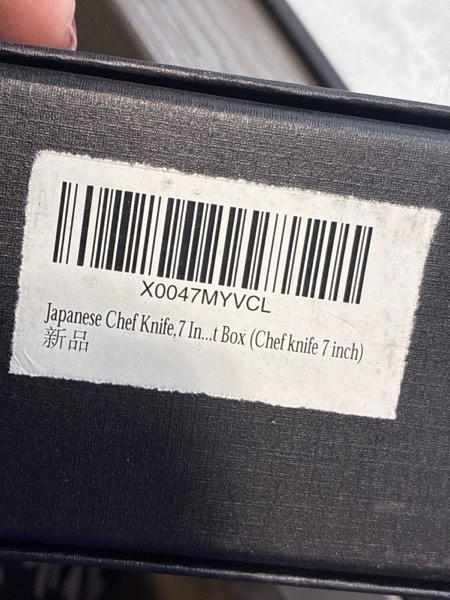 X0047MYVCL
Japanese Chef Knife,7 In...t Box (Chef knife 7 inch)
新品